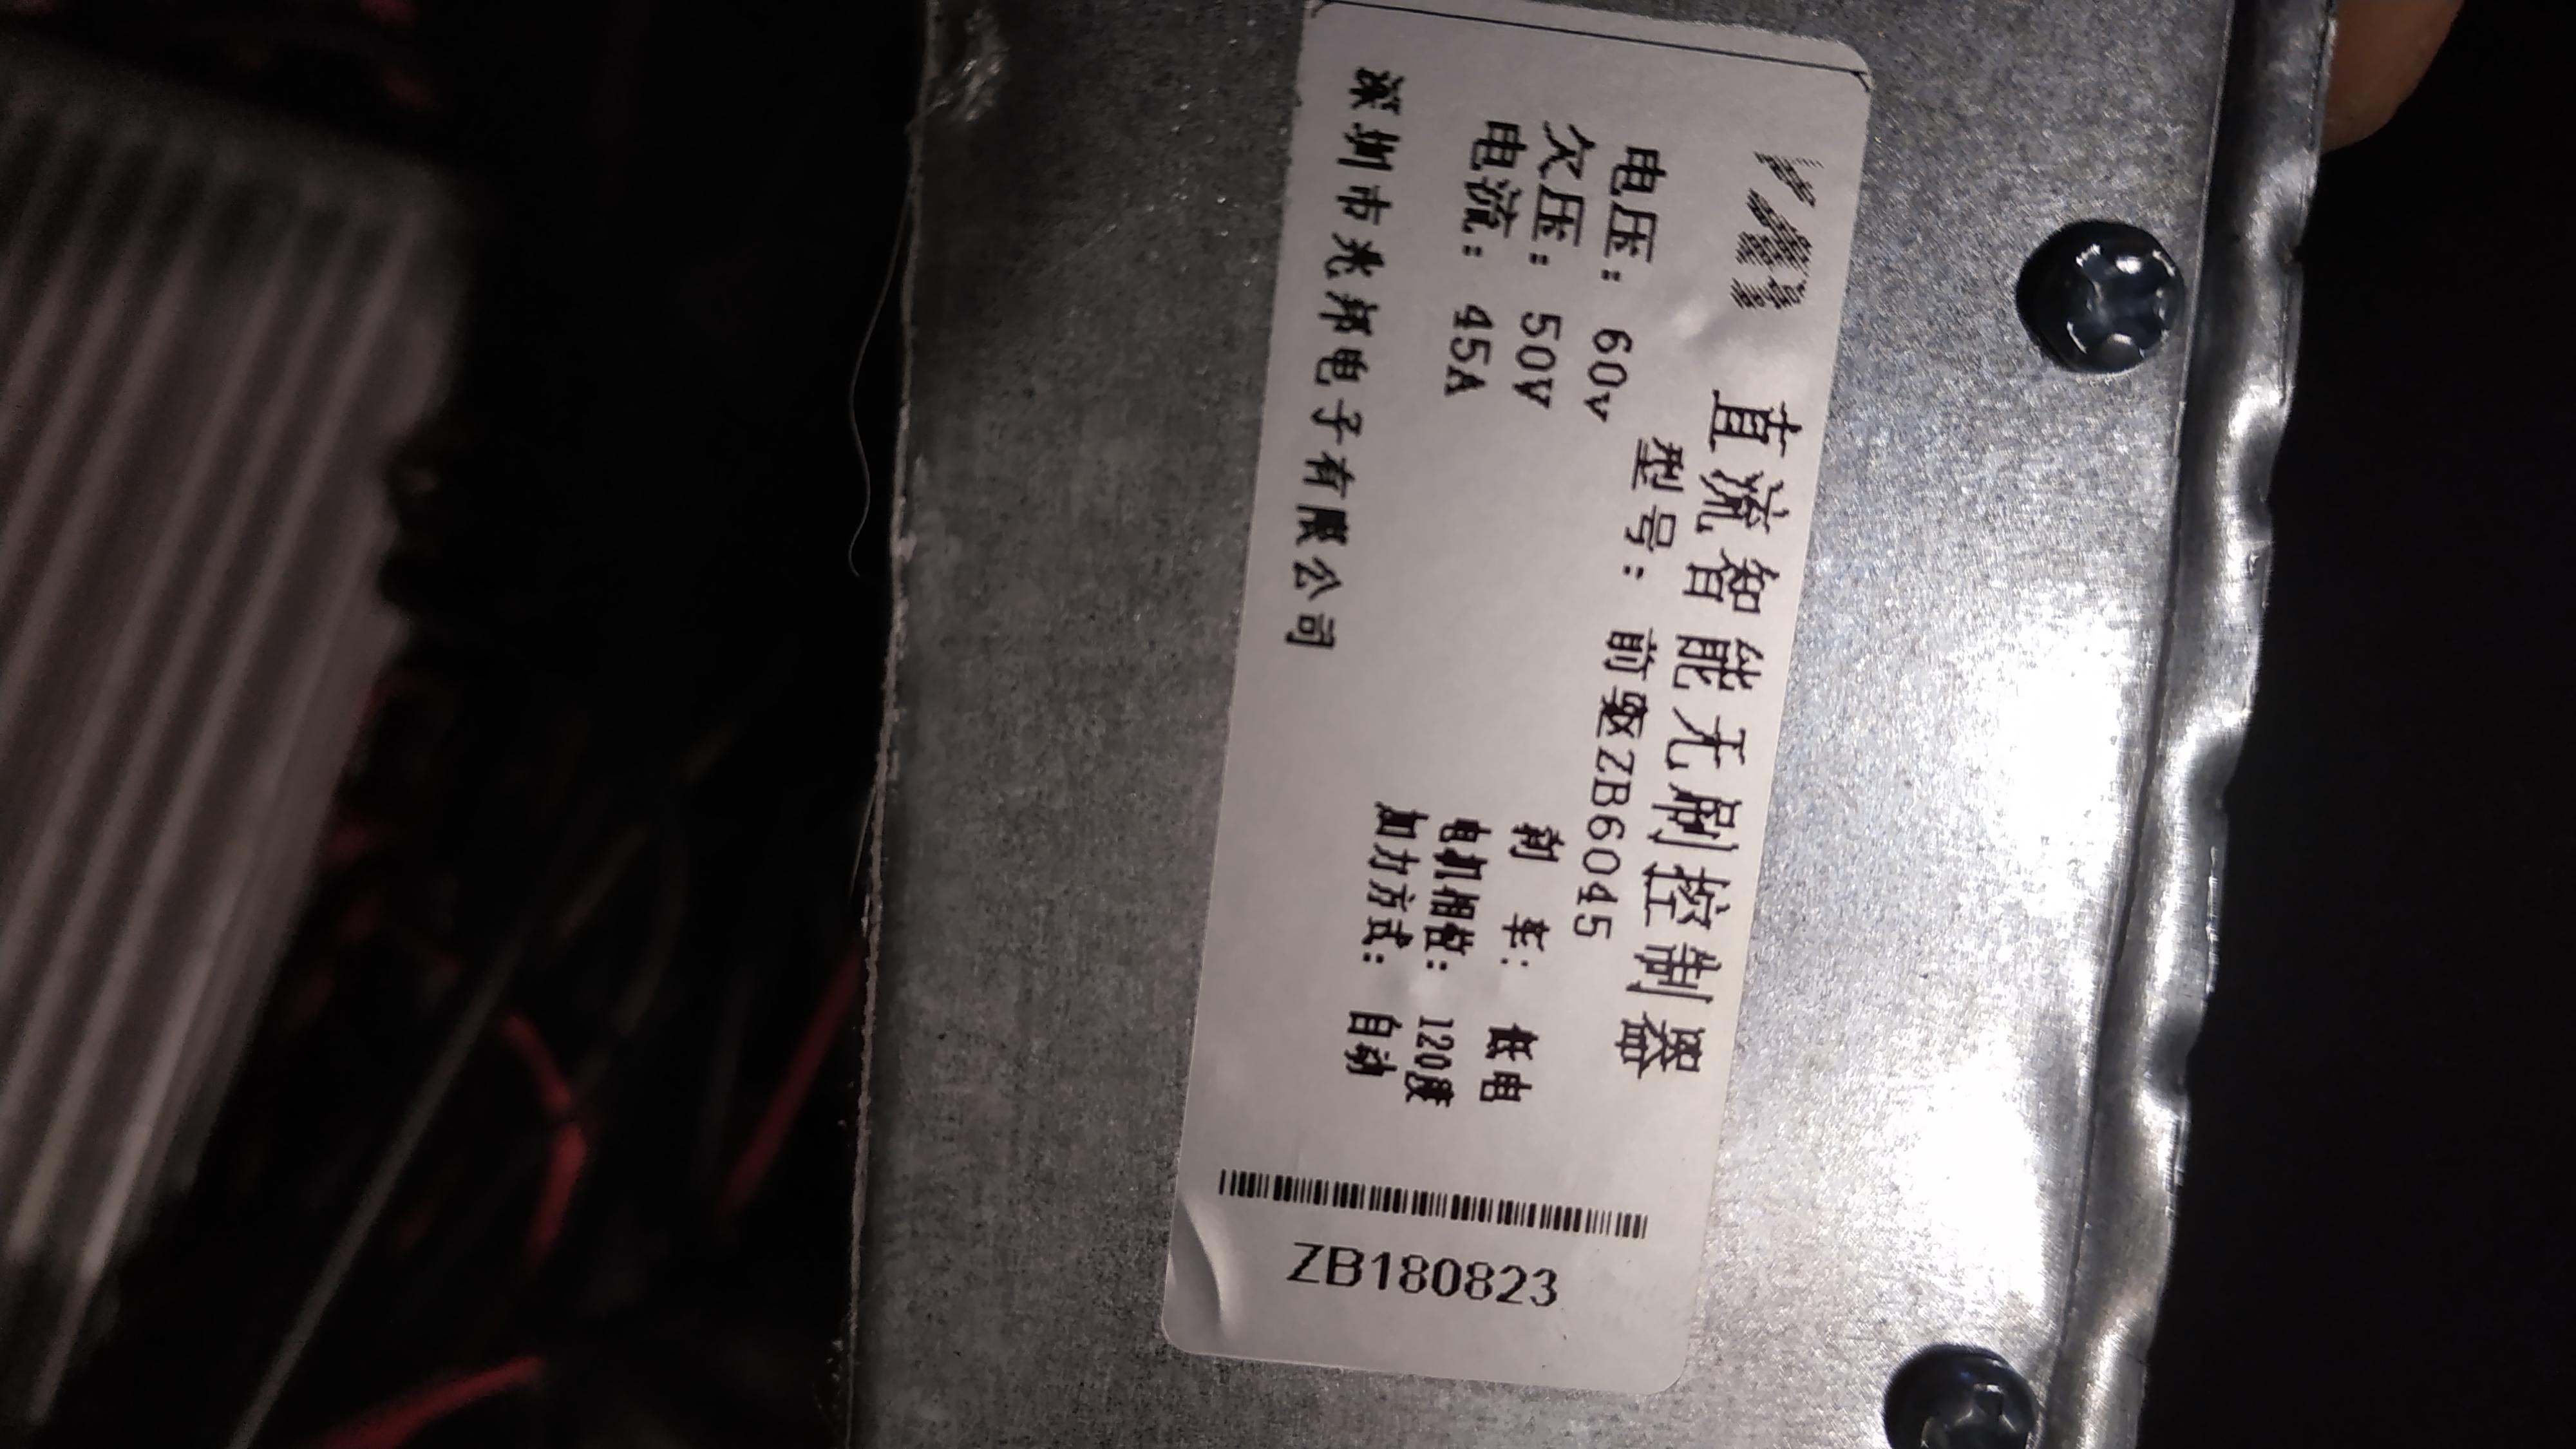 直流智能无刷控制器
型号：前驱ZB6045
电压：60v
欠压：50V
电流：45A
刹车：低电
电机相位：120度
助力方式：自动
深圳市兆翔电子有限公司
ZB180823